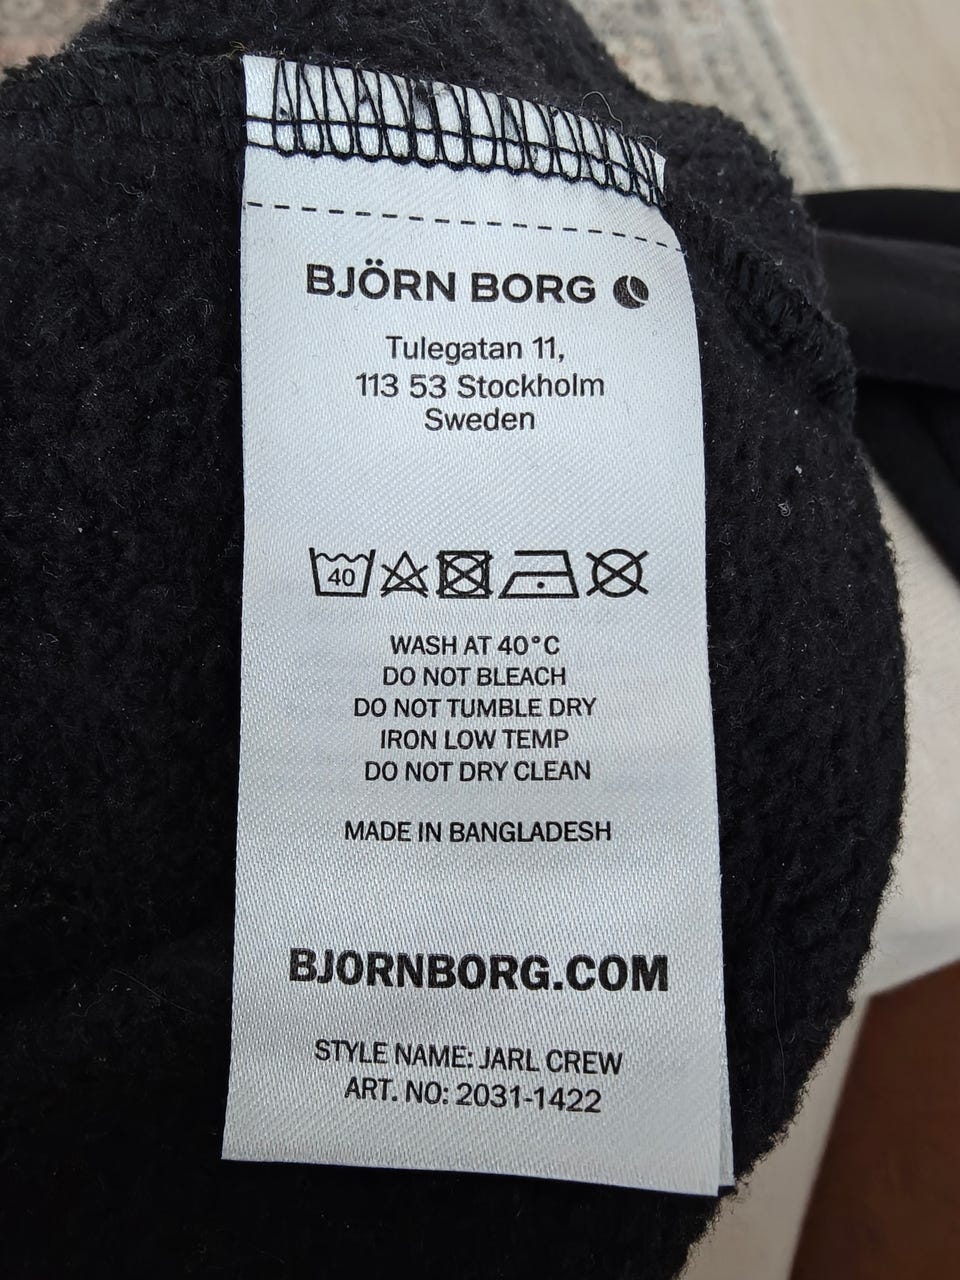 BJÖRN BORG
Tulegatan 11,
113 53 Stockholm
Sweden
40
WASH AT 40°C
DO NOT BLEACH
DO NOT TUMBLE DRY
IRON LOW TEMP
DO NOT DRY CLEAN
MADE IN BANGLADESH
BJORNBORG.COM
STYLE NAME: JARL CREW
ART. NO: 2031-1422